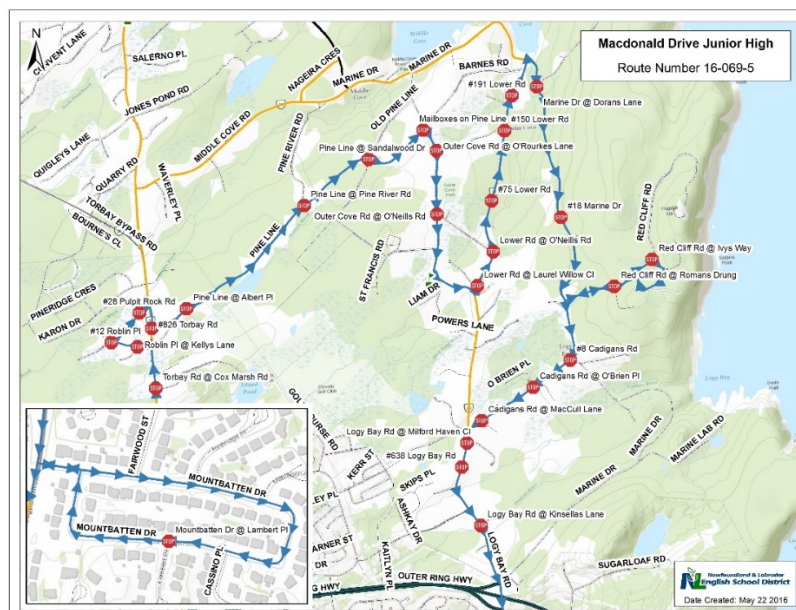 Macdonald Drive Junior High
Route Number 16-069-5
N
CONVENT LANE
SALERNO PL
JONES POND RD
QUIGLEY'S LANE
QUARRY RD
WAVERLEY PL
MIDDLE COVE RD
NAGEIRA CRES
MARINE DR
MARINE DR
Middle Cove
BARNES RD
OLD PINE LINE
PINE RIVER RD
TORBAY BYPASS RD
BOURNE'S CL
PINE LINE
#191 Lower Rd
Marine Dr @ Dorans Lane
Mailboxes on Pine Line
#150 Lower Rd
Pine Line @ Sandalwood Dr
Outer Cove Rd @ O'Rourkes Lane
Pine Line @ Pine River Rd
#75 Lower Rd
Outer Cove Rd @ O'Neills Rd
#18 Marine Dr
RED CLIFF RD
Red Cliff Rd @ Ivys Way
Lower Rd @ O'Neills Rd
ST FRANCIS RD
Red Cliff Rd @ Romans Drung
Lower Rd @ Laurel Willow Cl
LIAM DR
POWERS LANE
PINERIDGE CRES
KARON DR
#28 Pulpit Rock Rd
Pine Line @ Albert Pl
#826 Torbay Rd
#12 Roblin Pl
Roblin Pl @ Kellys Lane
Torbay Rd @ Cox Marsh Rd
#8 Cadigans Rd
O BRIEN PL
Cadigans Rd @ O'Brien Pl
Cadigans Rd @ MacCull Lane
Logy Bay Rd @ Milford Haven Cl
#638 Logy Bay Rd
KERR ST
SKIPS PL
ASHKAY DR
KAITLYN PL
MARINE DR
MARINE DR
MARINE LAB RD
Logy Bay Rd @ Kinsellas Lane
LOGY BAY RD
SUGARLOAF RD
OUTER RING HWY
FAIRWOOD ST
MOUNTBATTEN DR
MOUNTBATTEN DR
Mountbatten Dr @ Lambert Pl
CASSINO PL
STOP
NL
Newfoundland & Labrador
English School District
Date Created: May 22 2016